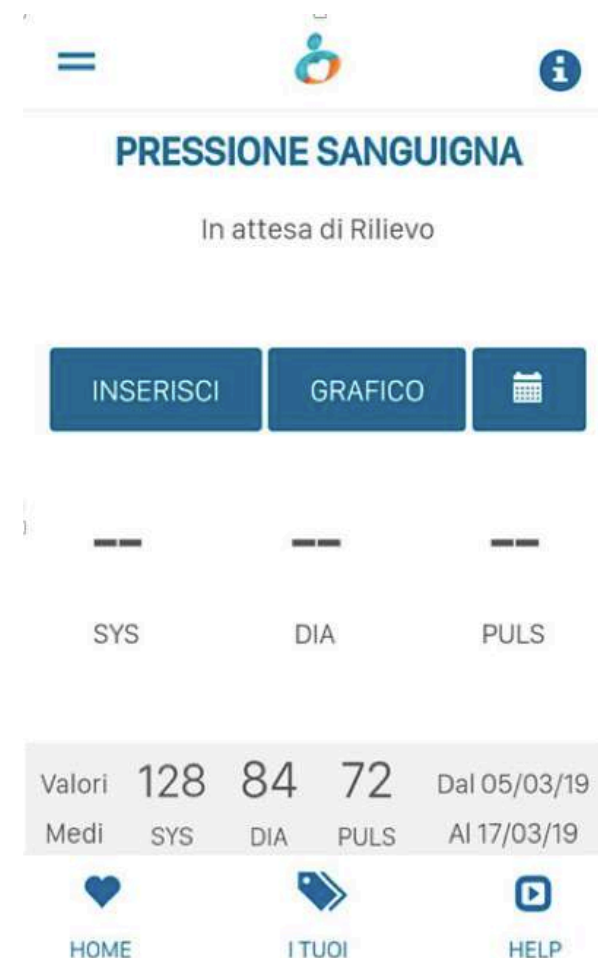 PRESSIONE SANGUIGNA
In attesa di Rilievo
INSERISCI GRAFICO
-- -- --
SYS DIA PULS
Valori 128 84 72 Dal 05/03/19
Medi SYS DIA PULS Al 17/03/19
HOME I TUOI HELP